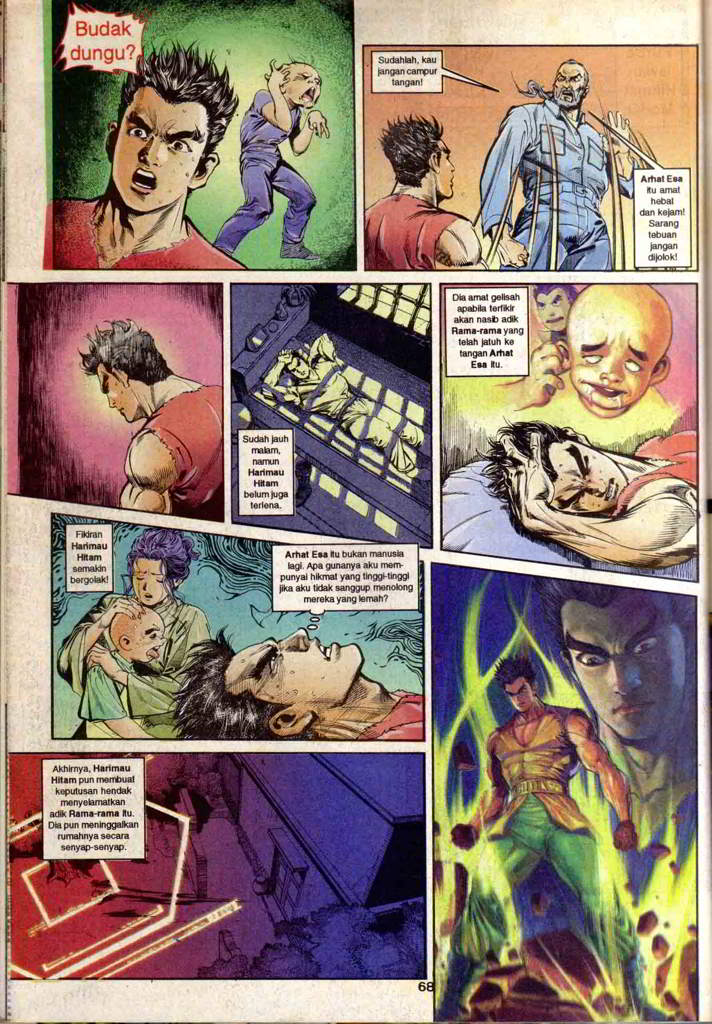 Budak
dungu?
Sudahlah, kau
jangan campur
tangan!
Arhat Esa
itu amat
hebat
dan kejam!
Sarang
tebuan
jangan
dijolok!
Sudah jauh
malam,
namun
Harimau
Hitam
belum juga
terlena.
Dia amat gelisah
apabila terfikir
akan nasib adik
Rama-rama yang
telah jatuh ke
tangan Arhat
Esa itu.
Fikiran
Harimau
Hitam
semakin
bergolak!
Arhat Esa itu bukan manusia
lagi. Apa gunanya aku mem-
punyai hikmat yang tinggi-tinggi
jika aku tidak sanggup menolong
mereka yang lemah?
Akhirnya, Harimau
Hitam pun membuat
keputusan hendak
menyelamatkan
adik Rama-rama itu.
Dia pun meninggalkan
rumahnya secara
senyap-senyap.
68